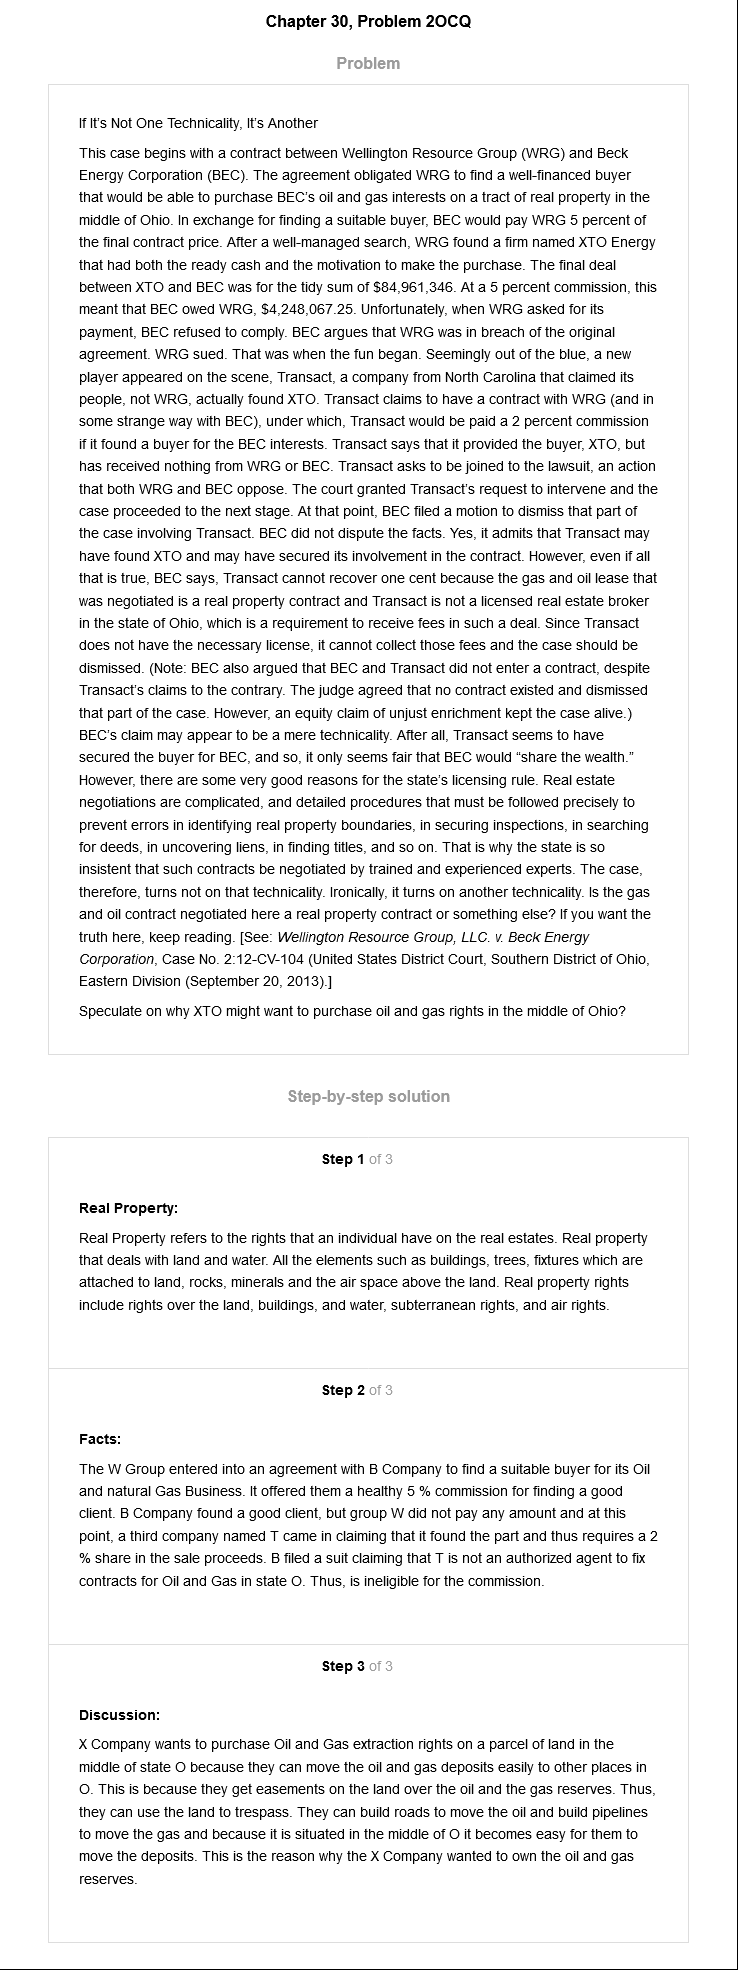 Chapter 30, Problem 2OCQ
Problem
If It's Not One Technicality, It's Another
This case begins with a contract between Wellington Resource Group (WRG) and Beck
Energy Corporation (BEC). The agreement obligated WRG to find a well-financed buyer
that would be able to purchase BEC's oil and gas interests on a tract of real property in the
middle of Ohio. In exchange for finding a suitable buyer, BEC would pay WRG 5 percent of
the final contract price. After a well-managed search, WRG found a firm named XTO Energy
that had both the ready cash and the motivation to make the purchase. The final deal
between XTO and BEC was for the tidy sum of $84,961,346. At a 5 percent commission, this
meant that BEC owed WRG, $4,248,067.25. Unfortunately, when WRG asked for its
payment, BEC refused to comply. BEC argues that WRG was in breach of the original
agreement. WRG sued. That was when the fun began. Seemingly out of the blue, a new
player appeared on the scene, Transact, a company from North Carolina that claimed its
people, not WRG, actually found XTO. Transact claims to have a contract with WRG (and in
some strange way with BEC), under which, Transact would be paid a 2 percent commission
if it found a buyer for the BEC interests. Transact says that it provided the buyer, XTO, but
has received nothing from WRG or BEC. Transact asks to be joined to the lawsuit, an action
that both WRG and BEC oppose. The court granted Transact's request to intervene and the
case proceeded to the next stage. At that point, BEC filed a motion to dismiss that part of
the case involving Transact. BEC did not dispute the facts. Yes, it admits that Transact may
have found XTO and may have secured its involvement in the contract. However, even if all
that is true, BEC says, Transact cannot recover one cent because the gas and oil lease that
was negotiated is a real property contract and Transact is not a licensed real estate broker
in the state of Ohio, which is a requirement to receive fees in such a deal. Since Transact
does not have the necessary license, it cannot collect those fees and the case should be
dismissed. (Note: BEC also argued that BEC and Transact did not enter a contract, despite
Transact's claims to the contrary. The judge agreed that no contract existed and dismissed
that part of the case. However, an equity claim of unjust enrichment kept the case alive.)
BEC's claim may appear to be a mere technicality. After all, Transact seems to have
secured the buyer for BEC, and so, it only seems fair that BEC would “share the wealth.”
However, there are some very good reasons for the state's licensing rule. Real estate
negotiations are complicated, and detailed procedures that must be followed precisely to
prevent errors in identifying real property boundaries, in securing inspections, in searching
for deeds, in uncovering liens, in finding titles, and so on. That is why the state is so
insistent that such contracts be negotiated by trained and experienced experts. The case,
therefore, turns not on that technicality. Ironically, it turns on another technicality. Is the gas
and oil contract negotiated here a real property contract or something else? If you want the
truth here, keep reading. [See: Wellington Resource Group, LLC. v. Beck Energy
Corporation, Case No. 2:12-CV-104 (United States District Court, Southern District of Ohio,
Eastern Division (September 20, 2013).]
Speculate on why XTO might want to purchase oil and gas rights in the middle of Ohio?
Step-by-step solution
Step 1 of 3
Real Property:
Real Property refers to the rights that an individual have on the real estates. Real property
that deals with land and water. All the elements such as buildings, trees, fixtures which are
attached to land, rocks, minerals and the air space above the land. Real property rights
include rights over the land, buildings, and water, subterranean rights, and air rights.
Step 2 of 3
Facts:
The W Group entered into an agreement with B Company to find a suitable buyer for its Oil
and natural Gas Business. It offered them a healthy 5 % commission for finding a good
client. B Company found a good client, but group W did not pay any amount and at this
point, a third company named T came in claiming that it found the part and thus requires a 2
% share in the sale proceeds. B filed a suit claiming that T is not an authorized agent to fix
contracts for Oil and Gas in state O. Thus, is ineligible for the commission.
Step 3 of 3
Discussion:
X Company wants to purchase Oil and Gas extraction rights on a parcel of land in the
middle of state O because they can move the oil and gas deposits easily to other places in
O. This is because they get easements on the land over the oil and the gas reserves. Thus,
they can use the land to trespass. They can build roads to move the oil and build pipelines
to move the gas and because it is situated in the middle of O it becomes easy for them to
move the deposits. This is the reason why the X Company wanted to own the oil and gas
reserves.